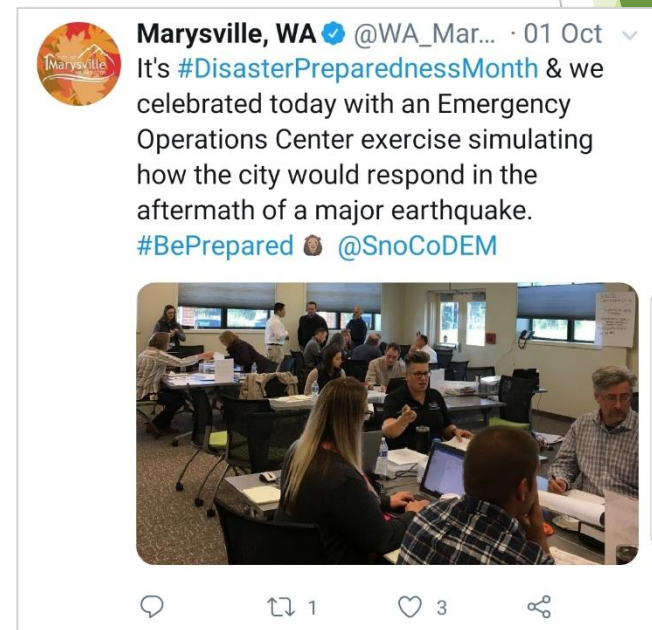 Marysville
Marysville, WA @WA_Mar... · 01 Oct
It's #DisasterPreparednessMonth & we
celebrated today with an Emergency
Operations Center exercise simulating
how the city would respond in the
aftermath of a major earthquake.
#BePrepared 🦁 @SnoCoDEM
1 3